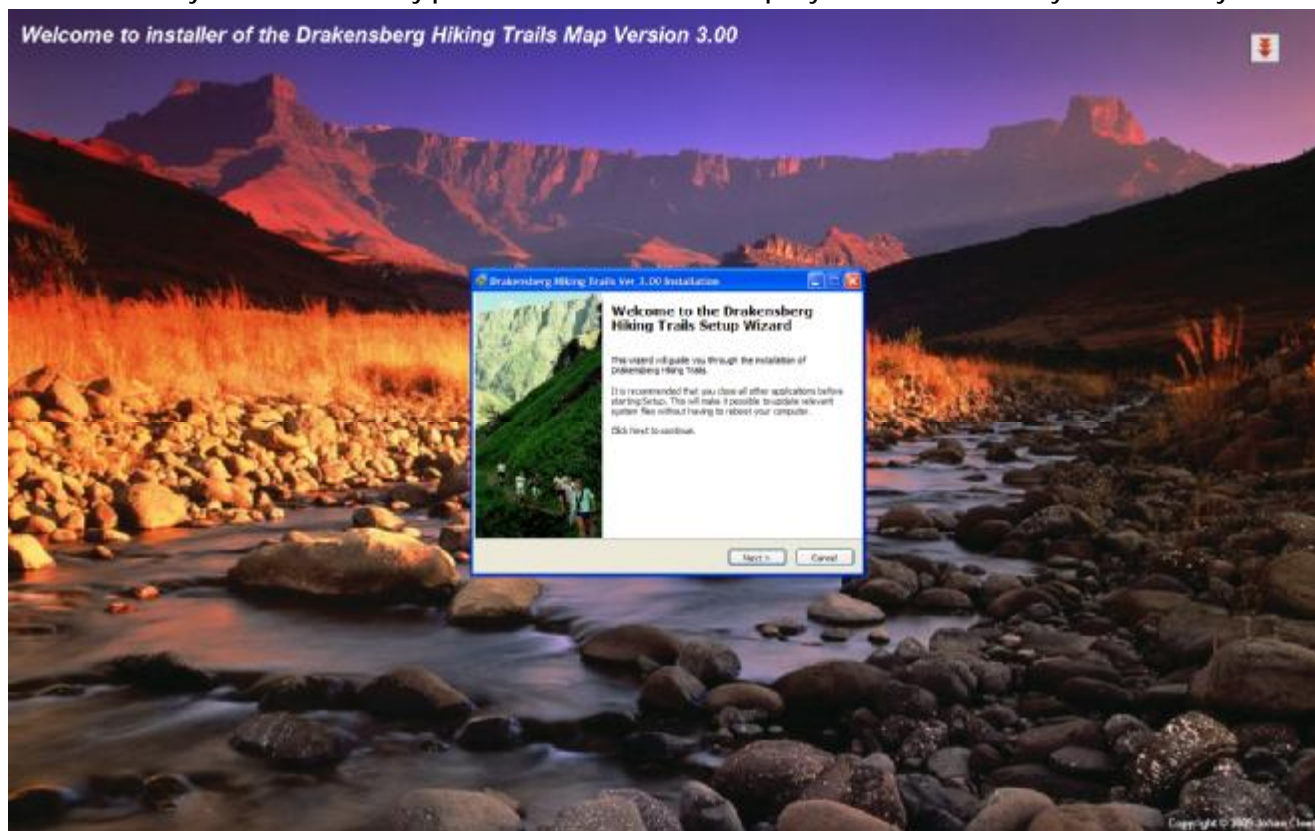 Welcome to installer of the Drakensberg Hiking Trails Map Version 3.00
Drakensberg Hiking Trails Ver 3.00 Installation
Welcome to the Drakensberg
Hiking Trails Setup Wizard
This wizard will guide you through the installation of
Drakensberg Hiking Trails.
It is recommended that you close all other applications before
starting Setup. This will make it possible to update relevant
system files without having to reboot your computer.
Click Next to continue.
Next >
Cancel
Copyright © 2005 Johan